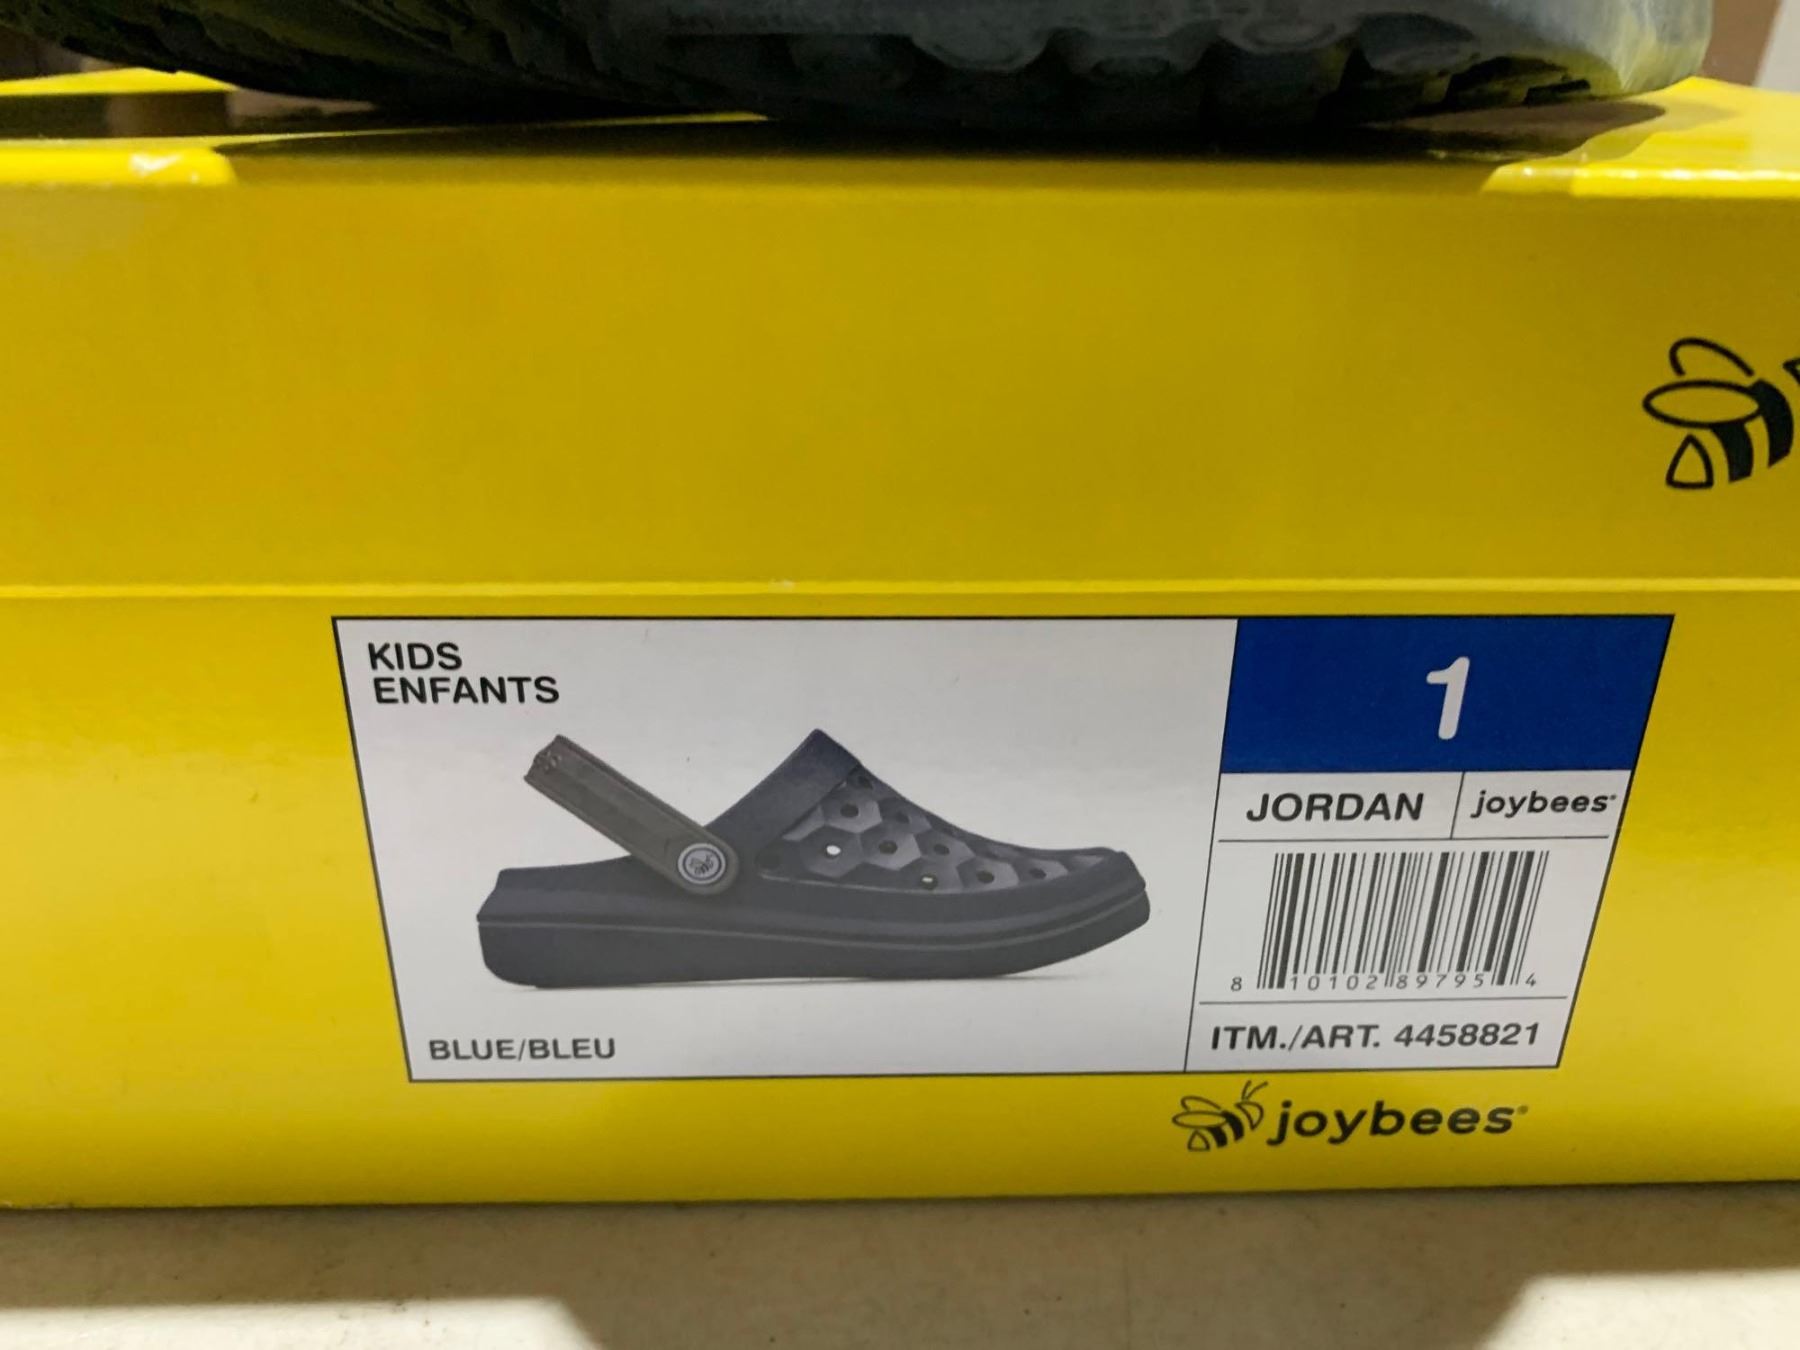 KIDS
ENFANTS
BLUE/BLEU
1
JORDAN
joybees®
8 10102 89795 4
ITM./ART. 4458821
joybees®